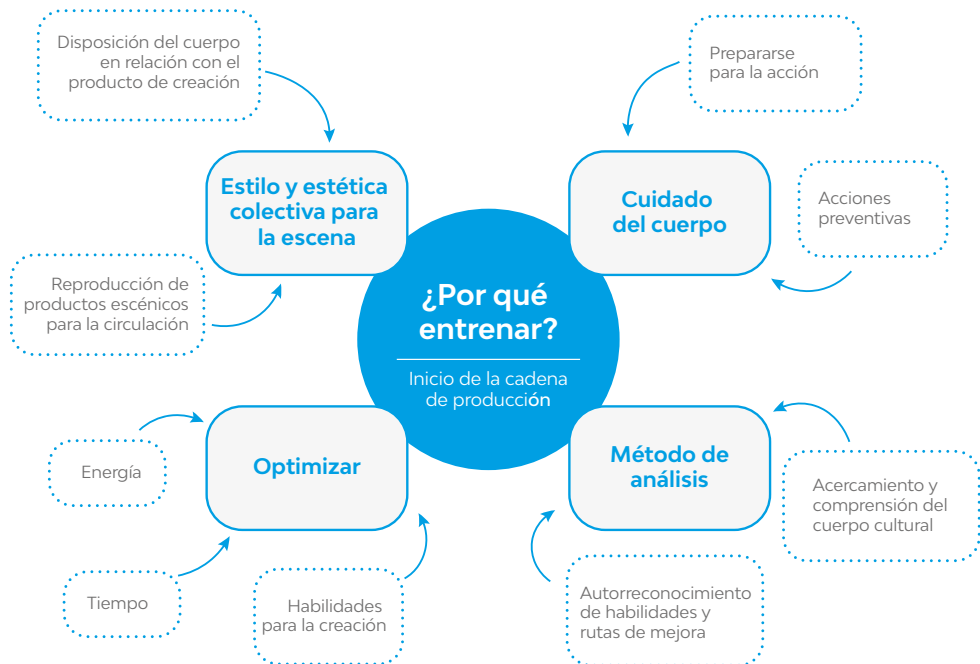 Disposición del cuerpo
en relación con el
producto de creación
Prepararse
para la acción
Estilo y estética
colectiva para
la escena
Cuidado
del cuerpo
Acciones
preventivas
Reproducción de
productos escénicos
para la circulación
¿Por qué
entrenar?
Inicio de la cadena
de producción
Energía
Optimizar
Método de
análisis
Acercamiento y
comprensión del
cuerpo cultural
Tiempo
Habilidades
para la creación
Autorreconocimiento
de habilidades y
rutas de mejora